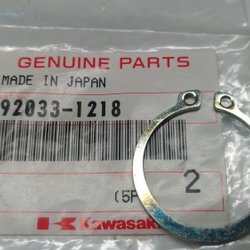 GENUINE PARTS
MADE IN JAPAN
92033-1218
2
(5P
Kawasaki